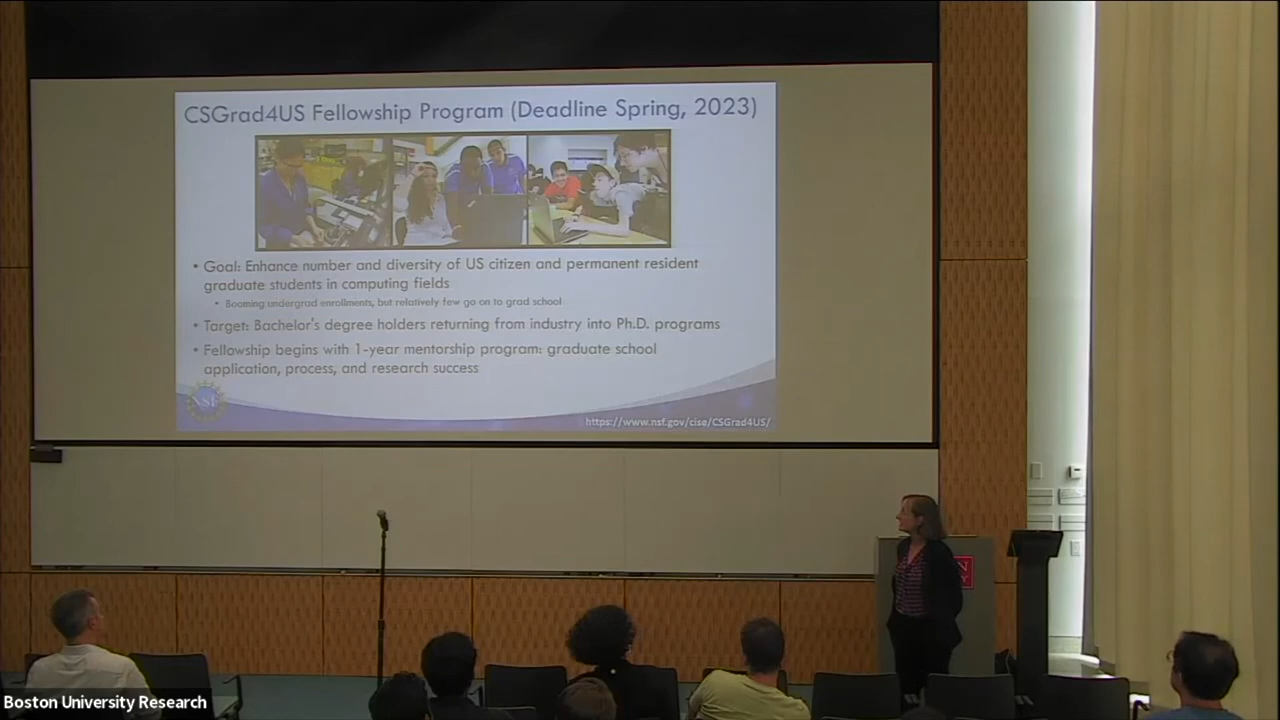 CSGrad4US Fellowship Program (Deadline Spring, 2023)
• Goal: Enhance number and diversity of US citizen and permanent resident
graduate students in computing fields
• Booming undergrad enrollments, but relatively few go on to grad school
• Target: Bachelor's degree holders returning from industry into Ph.D. programs
• Fellowship begins with 1-year mentorship program: graduate school
application, process, and research success
NSF
https://www.nsf.gov/cise/CSGrad4US/
Boston University Research